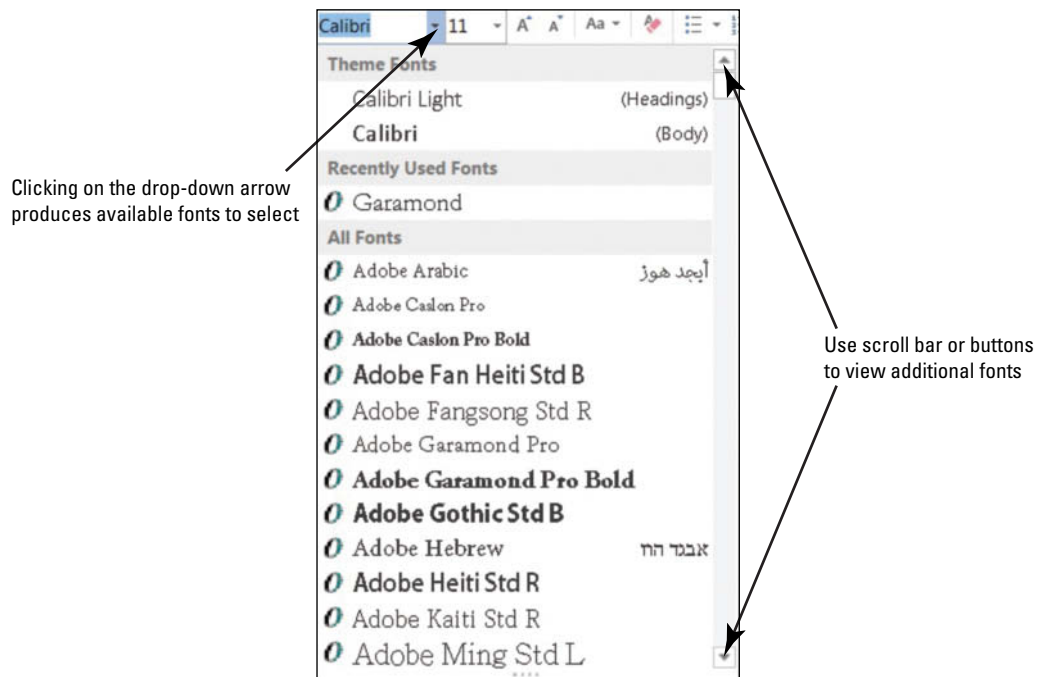 Calibri 11 A A Aa
Theme Fonts
Calibri Light (Headings)
Calibri (Body)
Recently Used Fonts
Garamond
All Fonts
Adobe Arabic أيجد هوز
Adobe Caslon Pro
Adobe Caslon Pro Bold
Adobe Fan Heiti Std B
Adobe Fangsong Std R
Adobe Garamond Pro
Adobe Garamond Pro Bold
Adobe Gothic Std B
Adobe Hebrew אבגד הוז
Adobe Heiti Std R
Adobe Kaiti Std R
Adobe Ming Std L
Clicking on the drop-down arrow
produces available fonts to select
Use scroll bar or buttons
to view additional fonts